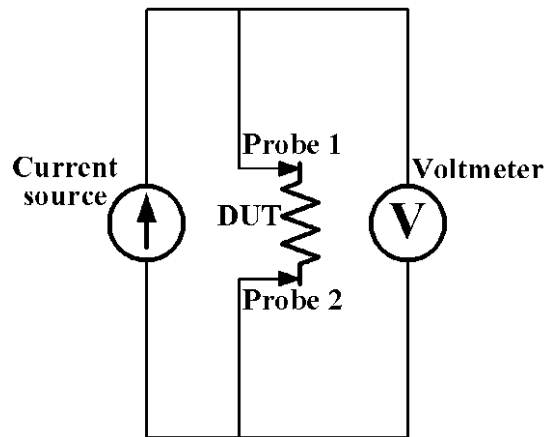 Probe 1
Current
source
Voltmeter
DUT
V
Probe 2